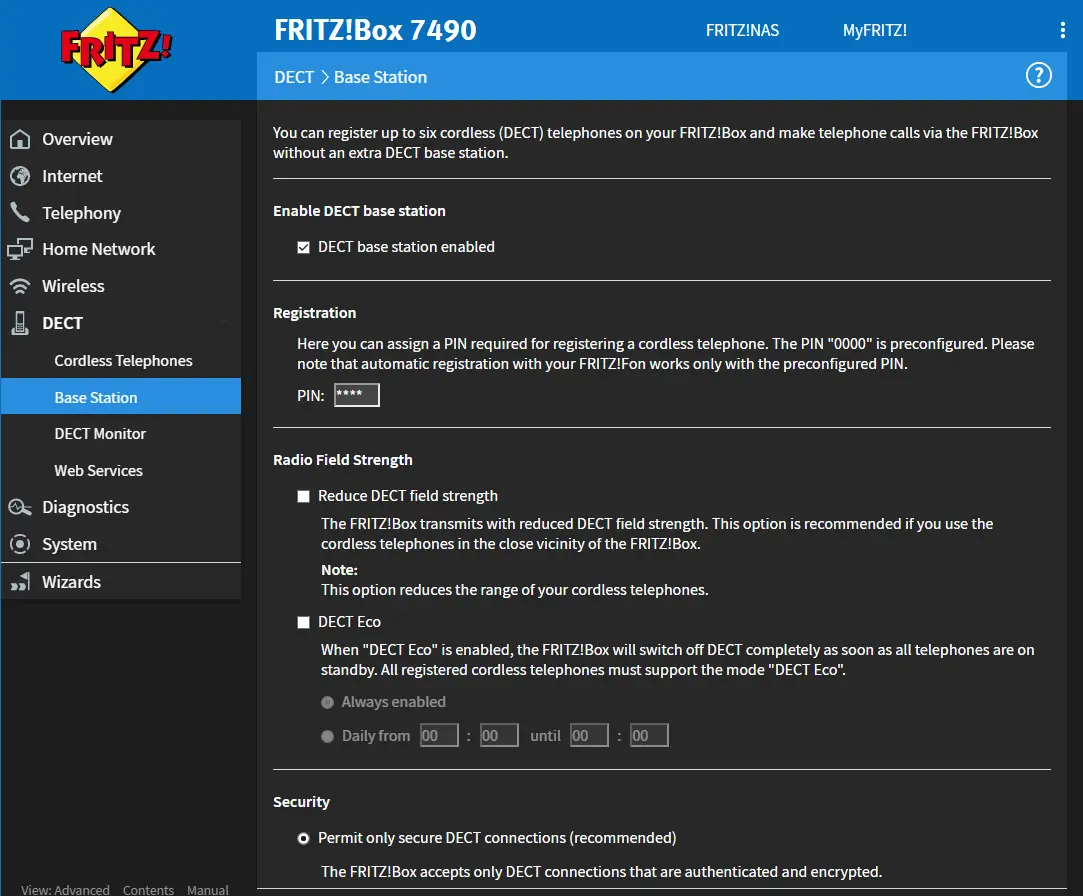 FRITZ!
FRITZ!Box 7490
FRITZ!NAS
MyFRITZ!
DECT > Base Station
?
Overview
Internet
Telephony
Home Network
Wireless
DECT
Cordless Telephones
Base Station
DECT Monitor
Web Services
Diagnostics
System
Wizards
View: Advanced Contents Manual
You can register up to six cordless (DECT) telephones on your FRITZ!Box and make telephone calls via the FRITZ!Box
without an extra DECT base station.
Enable DECT base station
DECT base station enabled
Registration
Here you can assign a PIN required for registering a cordless telephone. The PIN "0000" is preconfigured. Please
note that automatic registration with your FRITZ!Fon works only with the preconfigured PIN.
PIN: ****
Radio Field Strength
Reduce DECT field strength
The FRITZ!Box transmits with reduced DECT field strength. This option is recommended if you use the
cordless telephones in the close vicinity of the FRITZ!Box.
Note:
This option reduces the range of your cordless telephones.
DECT Eco
When "DECT Eco" is enabled, the FRITZ!Box will switch off DECT completely as soon as all telephones are on
standby. All registered cordless telephones must support the mode "DECT Eco".
Always enabled
Daily from 00 : 00 until 00 : 00
Security
Permit only secure DECT connections (recommended)
The FRITZ!Box accepts only DECT connections that are authenticated and encrypted.